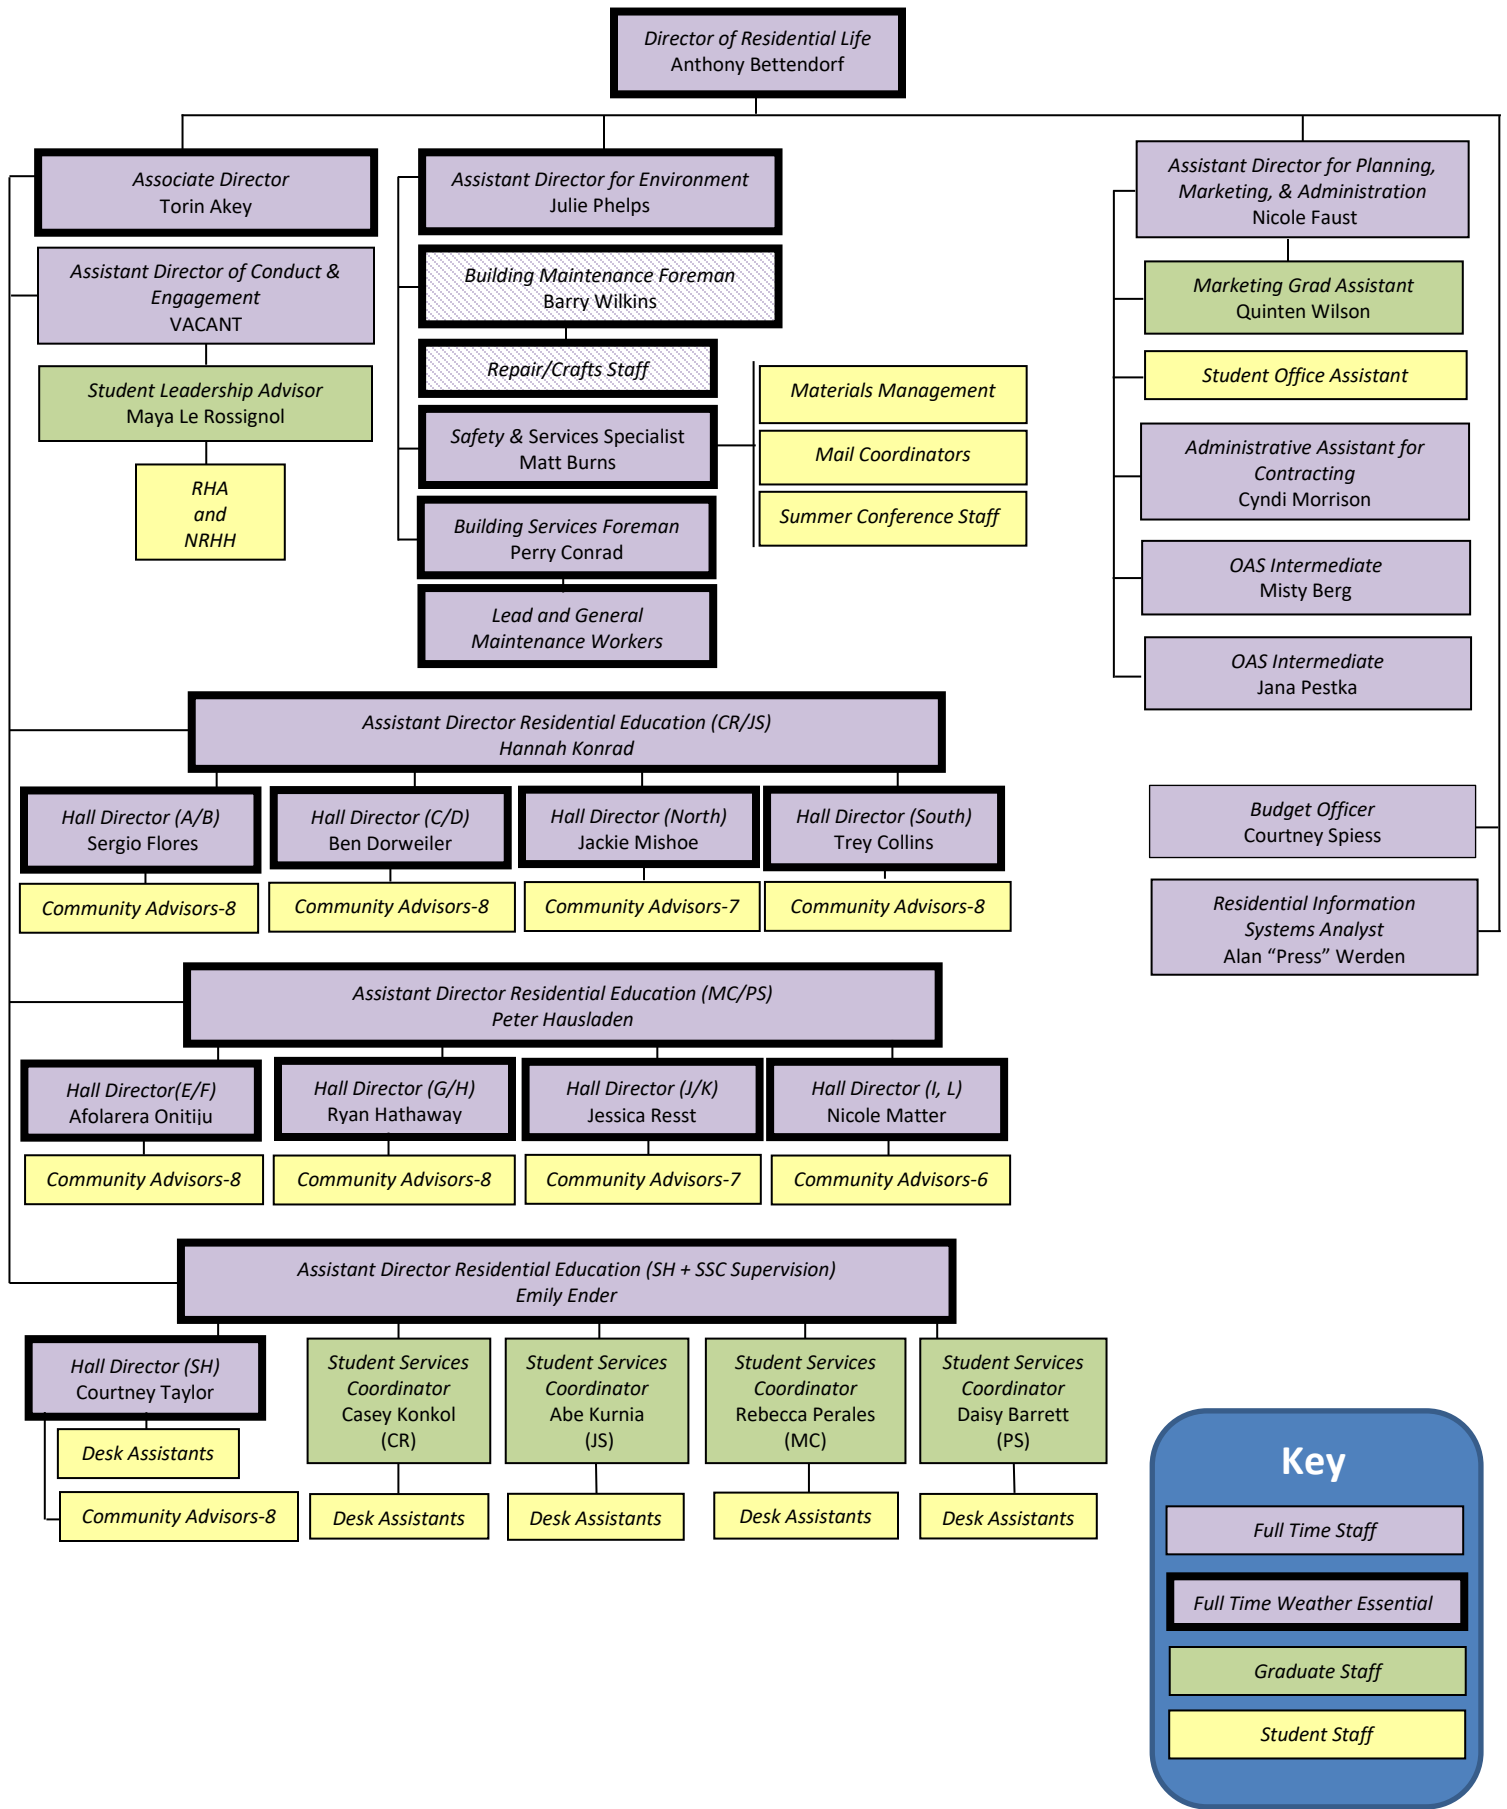 Director of Residential Life
Anthony Bettendorf
Associate Director
Torin Akey
Assistant Director of Conduct &
Engagement
VACANT
Student Leadership Advisor
Maya Le Rossignol
RHA
and
NRHH
Assistant Director for Environment
Julie Phelps
Building Maintenance Foreman
Barry Wilkins
Repair/Crafts Staff
Safety & Services Specialist
Matt Burns
Building Services Foreman
Perry Conrad
Lead and General
Maintenance Workers
Materials Management
Mail Coordinators
Summer Conference Staff
Assistant Director for Planning,
Marketing, & Administration
Nicole Faust
Marketing Grad Assistant
Quinten Wilson
Student Office Assistant
Administrative Assistant for
Contracting
Cyndi Morrison
OAS Intermediate
Misty Berg
OAS Intermediate
Jana Pestka
Budget Officer
Courtney Spiess
Residential Information
Systems Analyst
Alan “Press” Werden
Assistant Director Residential Education (CR/JS)
Hannah Konrad
Hall Director (A/B)
Sergio Flores
Community Advisors-8
Hall Director (C/D)
Ben Dorweiler
Community Advisors-8
Hall Director (North)
Jackie Mishoe
Community Advisors-7
Hall Director (South)
Trey Collins
Community Advisors-8
Assistant Director Residential Education (MC/PS)
Peter Hausladen
Hall Director(E/F)
Afolarera Onitiju
Community Advisors-8
Hall Director (G/H)
Ryan Hathaway
Community Advisors-8
Hall Director (J/K)
Jessica Resst
Community Advisors-7
Hall Director (I, L)
Nicole Matter
Community Advisors-6
Assistant Director Residential Education (SH + SSC Supervision)
Emily Ender
Hall Director (SH)
Courtney Taylor
Desk Assistants
Community Advisors-8
Student Services
Coordinator
Casey Konkol
(CR)
Desk Assistants
Student Services
Coordinator
Abe Kurnia
(JS)
Desk Assistants
Student Services
Coordinator
Rebecca Perales
(MC)
Desk Assistants
Student Services
Coordinator
Daisy Barrett
(PS)
Desk Assistants
Key
Full Time Staff
Full Time Weather Essential
Graduate Staff
Student Staff